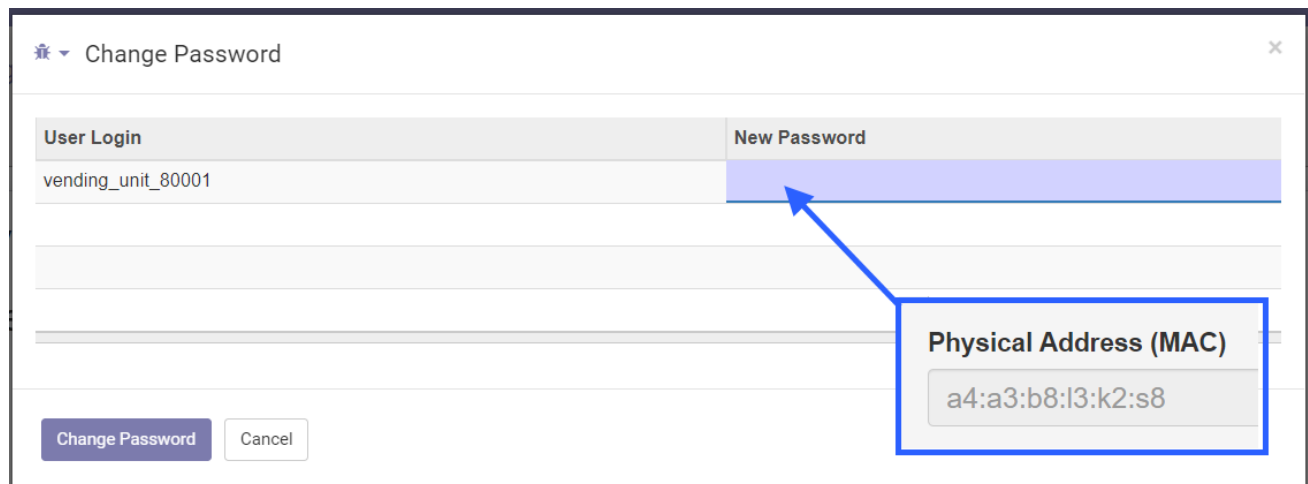 Change Password
×
User Login New Password
vending_unit_80001
Physical Address (MAC)
a4:a3:b8:l3:k2:s8
Change Password Cancel